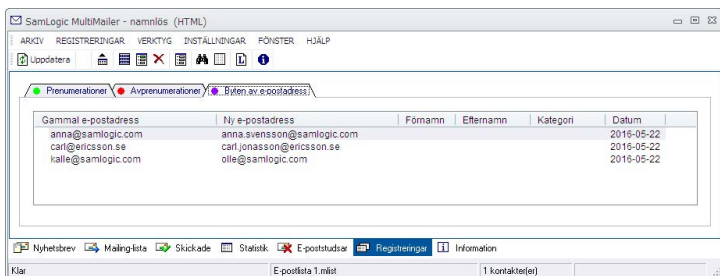 SamLogic MultiMailer - namnlös (HTML)
ARKIV REGISTRERINGAR VERKTYG INSTÄLLNINGAR FÖNSTER HJÄLP
Uppdatera L
Prenumerationer Avprenumerationer Byten av e-postadress
Gammal e-postadress Ny e-postadress Förnamn Efternamn Kategori Datum
anna@samlogic.com anna.svensson@samlogic.com 2016-05-22
carl@ericsson.se carl.jonasson@ericsson.se 2016-05-22
kalle@samlogic.com olle@samlogic.com 2016-05-22
Nyhetsbrev Mailing-lista Skickade Statistik E-poststudsar Registreringar Information
Klar E-postlista 1.mlist 1 kontakter(er)